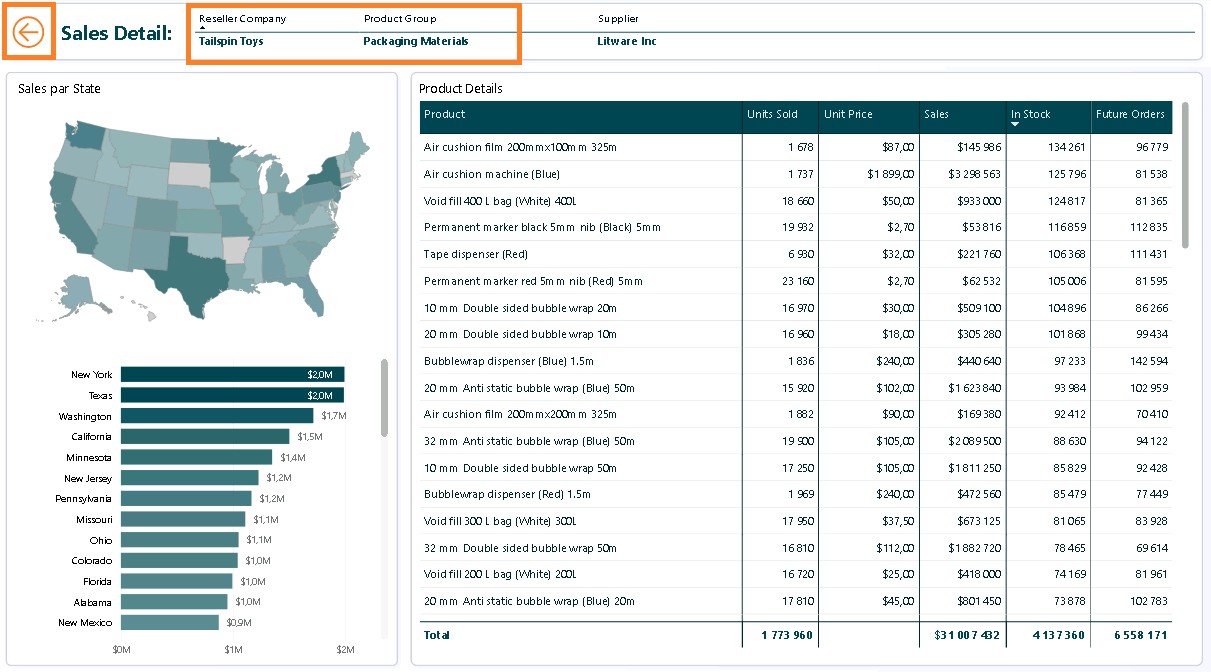 Sales Detail:
Reseller Company Product Group Supplier
Tailspin Toys Packaging Materials Litware Inc
Sales par State
New York $2,0M
Texas $2,0M
Washington $1,7M
California $1,5M
Minnesota $1,4M
New Jersey $1,2M
Pennsylvania $1,2M
Missouri $1,1M
Ohio $1,1M
Colorado $1,0M
Florida $1,0M
Alabama $1,0M
New Mexico $0,9M
$0M $1M $2M
Product Details
Product Units Sold Unit Price Sales In Stock Future Orders
Air cushion film 200mmx100mm 325m 1 678 $87,00 $145 986 134 261 96 779
Air cushion machine (Blue) 1 737 $1 899,00 $3 298 563 125 796 81 538
Void fill 400 L bag (White) 400L 18 660 $50,00 $933 000 124 817 81 365
Permanent marker black 5mm nib (Black) 5mm 19 932 $2,70 $53 816 116 859 112 835
Tape dispenser (Red) 6 930 $32,00 $221 760 106 368 111 431
Permanent marker red 5mm nib (Red) 5mm 23 160 $2,70 $62 532 105 006 81 595
10 mm Double sided bubble wrap 20m 16 970 $30,00 $509 100 104 896 86 266
20 mm Double sided bubble wrap 10m 16 960 $18,00 $305 280 101 868 99 434
Bubblewrap dispenser (Blue) 1.5m 1 836 $240,00 $440 640 97 233 142 594
20 mm Anti static bubble wrap (Blue) 50m 15 920 $102,00 $1 623 840 93 984 102 959
Air cushion film 200mmx200mm 325m 1 882 $90,00 $169 380 92 412 70 410
32 mm Anti static bubble wrap (Blue) 50m 19 900 $105,00 $2 089 500 88 630 94 122
10 mm Double sided bubble wrap 50m 17 250 $105,00 $1 811 250 85 829 92 428
Bubblewrap dispenser (Red) 1.5m 1 969 $240,00 $472 560 85 479 77 449
Void fill 300 L bag (White) 300L 17 950 $37,50 $673 125 81 065 83 928
32 mm Double sided bubble wrap 50m 16 810 $112,00 $1 882 720 78 465 69 614
Void fill 200 L bag (White) 200L 16 720 $25,00 $418 000 74 169 81 961
20 mm Anti static bubble wrap (Blue) 20m 17 810 $45,00 $801 450 73 878 102 783
Total 1 773 960 $31 007 432 4 137 360 6 558 171